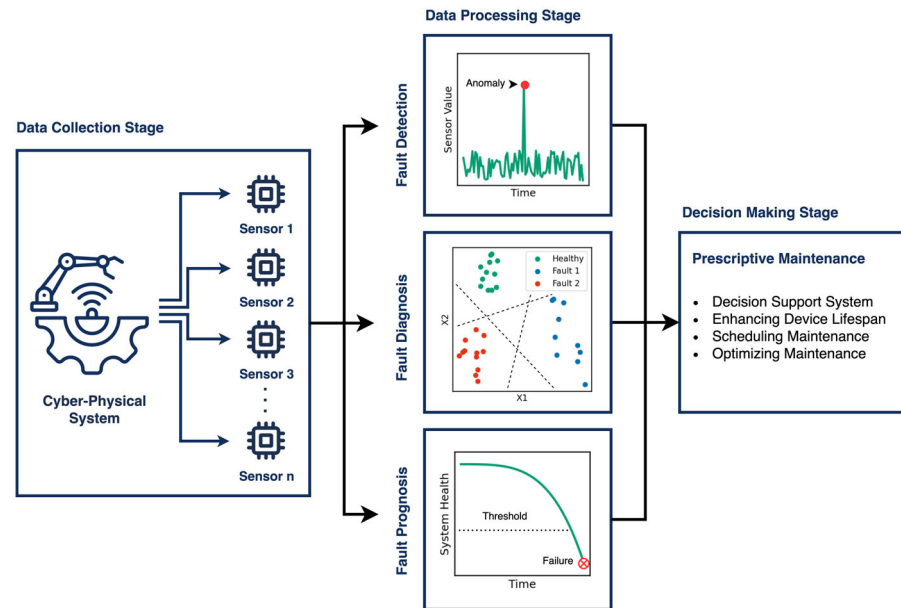 Data Collection Stage
Sensor 1
Sensor 2
Sensor 3
Sensor n
Cyber-Physical
System
Data Processing Stage
Fault Detection
Sensor Value
Anomaly
Time
Fault Diagnosis
X2
Healthy
Fault 1
Fault 2
X1
Fault Prognosis
System Health
Threshold
Failure
Time
Decision Making Stage
Prescriptive Maintenance
• Decision Support System
• Enhancing Device Lifespan
• Scheduling Maintenance
• Optimizing Maintenance